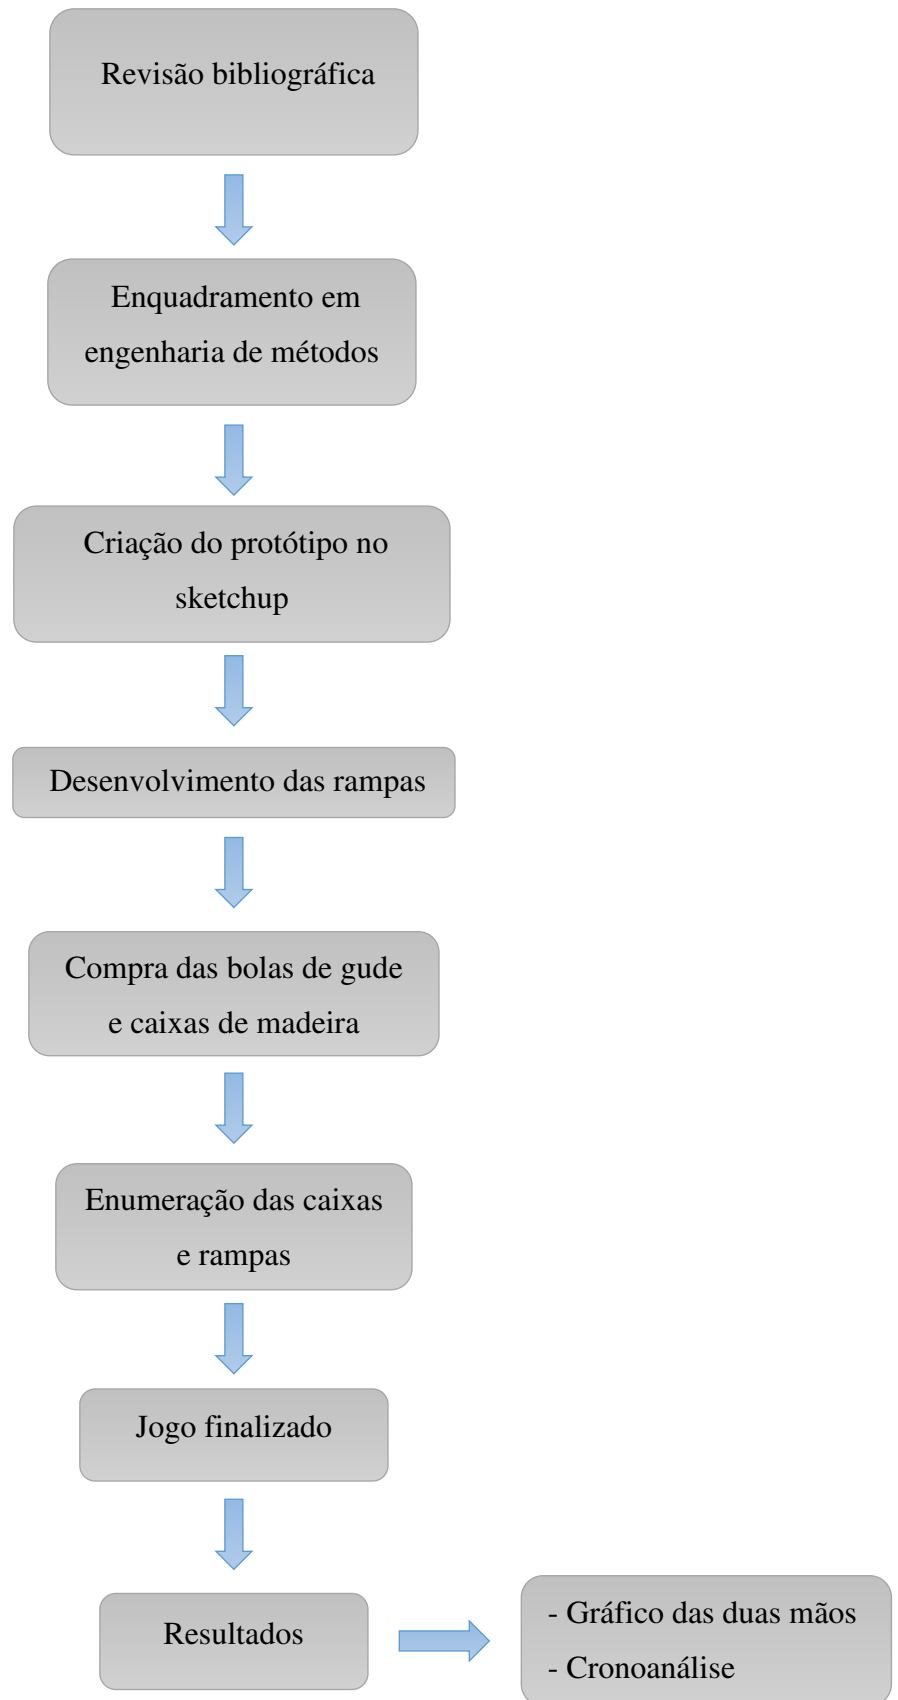 Revisão bibliográfica
Enquadramento em
engenharia de métodos
Criação do protótipo no
sketchup
Desenvolvimento das rampas
Compra das bolas de gude
e caixas de madeira
Enumeração das caixas
e rampas
Jogo finalizado
Resultados
- Gráfico das duas mãos
- Cronoanálise